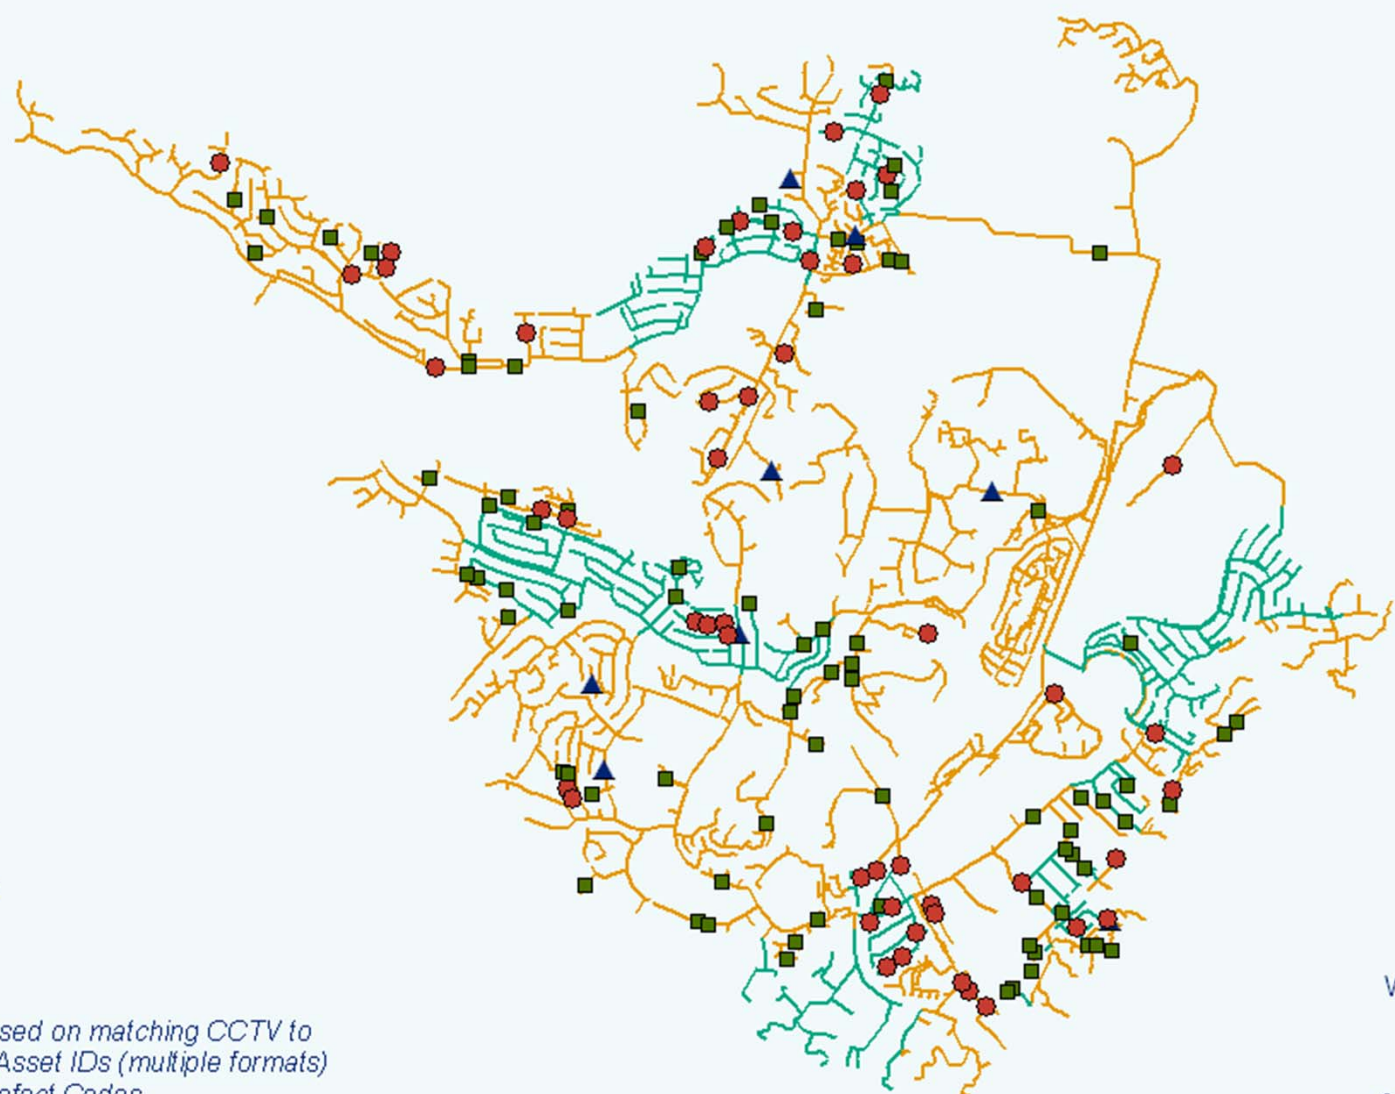 sed on matching CCTV to
Asset IDs (multiple formats)